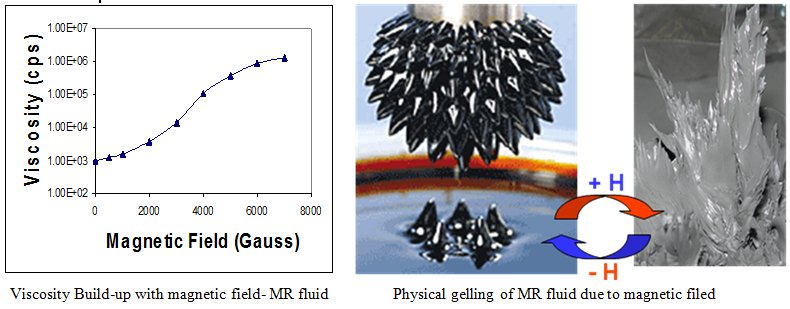 1.00E+07
1.00E+06
1.00E+05
1.00E+04
1.00E+03
1.00E+02
Viscosity (cps)
0 2000 4000 6000 8000
Magnetic Field (Gauss)
+ H
- H
Viscosity Build-up with magnetic field- MR fluid
Physical gelling of MR fluid due to magnetic filed